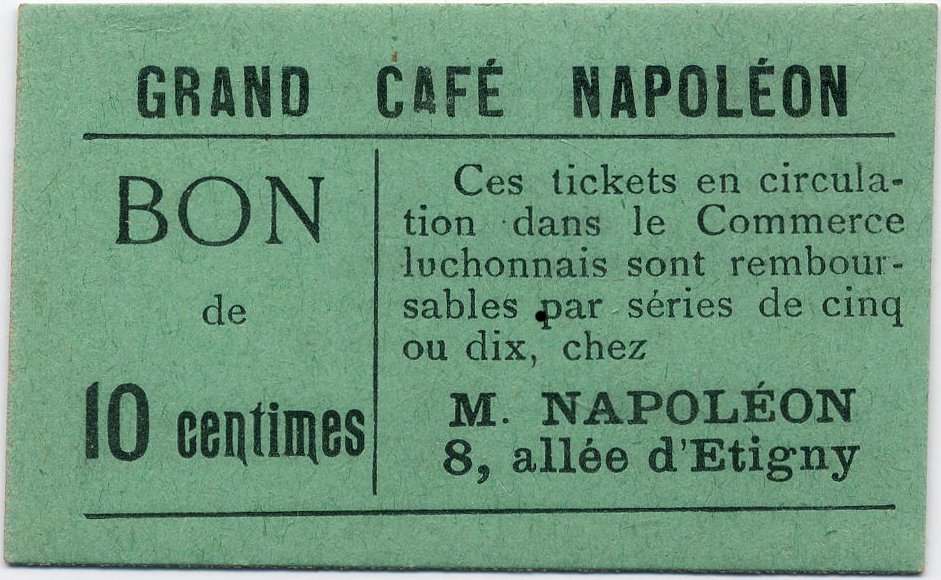 GRAND CAFÉ NAPOLÉON
BON
de
10 centimes
Ces tickets en circula-
tion dans le Commerce
luchonnais sont rembour-
sables par séries de cinq
ou dix, chez
M. NAPOLÉON
8, allée d'Etigny